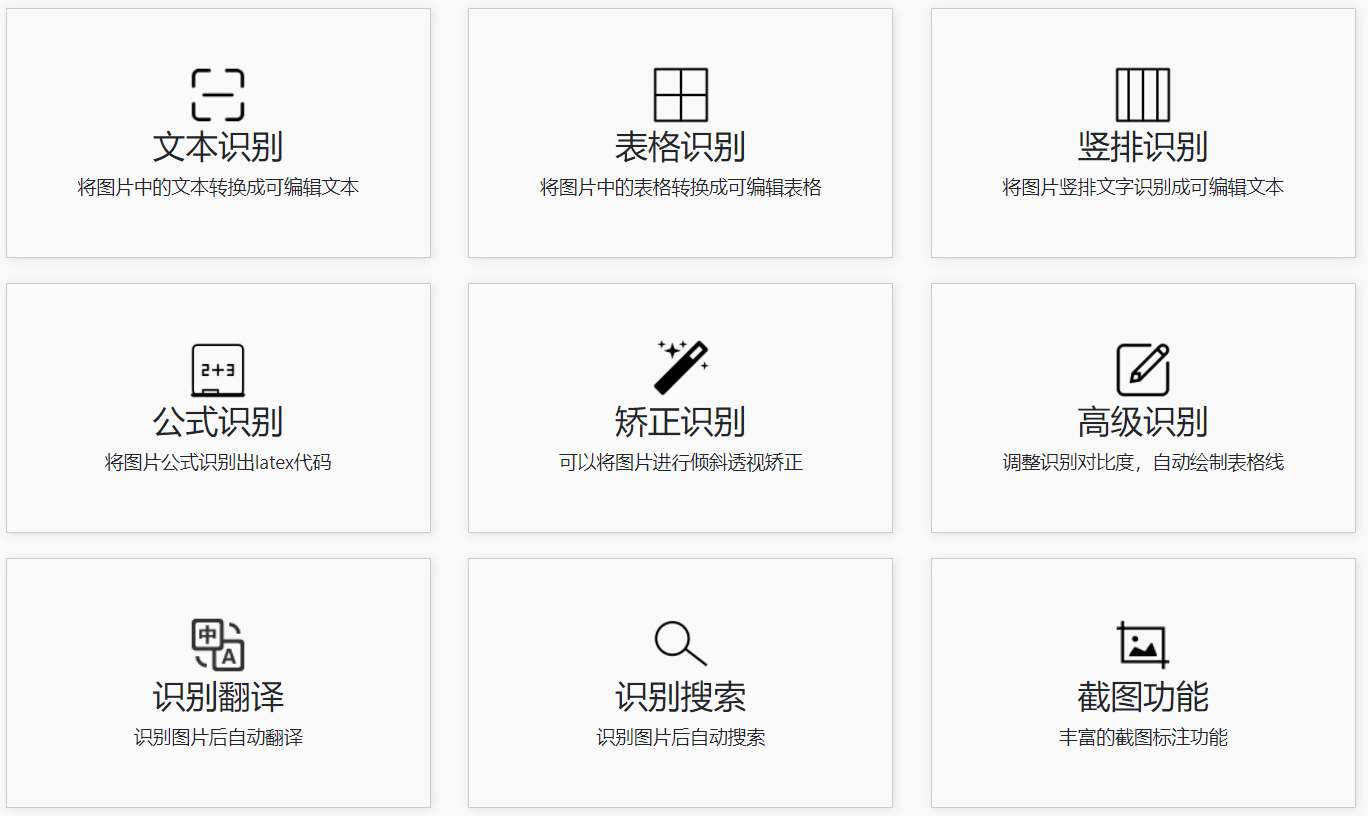 文本识别
将图片中的文本转换成可编辑文本
表格识别
将图片中的表格转换成可编辑表格
竖排识别
将图片竖排文字识别成可编辑文本
2+3
公式识别
将图片公式识别出latex代码
矫正识别
可以将图片进行倾斜透视矫正
高级识别
调整识别对比度，自动绘制表格线
中
A
识别翻译
识别图片后自动翻译
识别搜索
识别图片后自动搜索
截图功能
丰富的截图标注功能